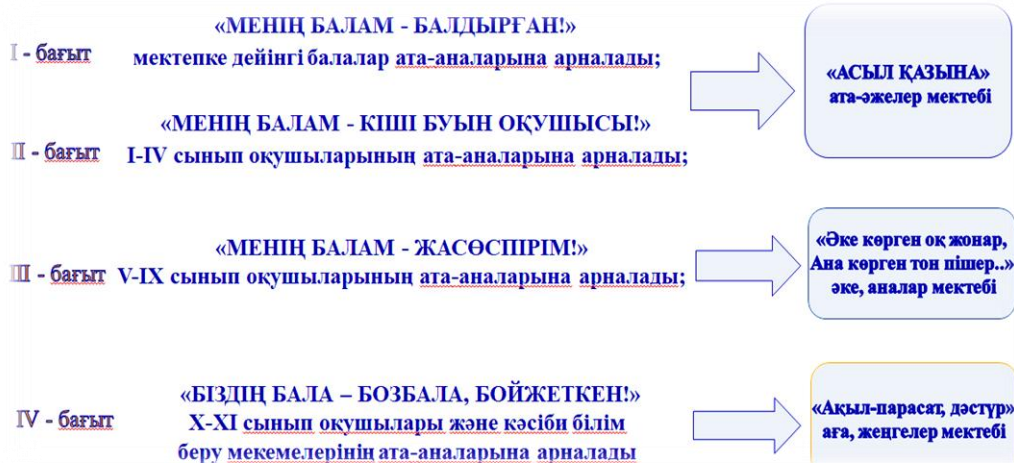 «МЕНІҢ БАЛАМ - БАЛДЫРҒАН!»
I - бағыт
мектепке дейінгі балалар ата-аналарына арналады;
«АСЫЛ ҚАЗЫНА»
ата-әжелер мектебі
«МЕНІҢ БАЛАМ - КІШІ БУЫН ОҚУШЫСЫ!»
II - бағыт
I-IV сынып оқушыларының ата-аналарына арналады;
«МЕНІҢ БАЛАМ - ЖАСӨСПІРІМ!»
III - бағыт
V-IX сынып оқушыларының ата-аналарына арналады;
«Әке көрген оқ жонар,
Ана көрген тон пішер..»
әке, аналар мектебі
«БІЗДІҢ БАЛА – БОЗБАЛА, БОЙЖЕТКЕН!»
IV - бағыт
X-XI сынып оқушылары және кәсіби білім
беру мекемелерінің ата-аналарына арналады
«Ақыл-парасат, дәстүр»
аға, жеңгелер мектебі